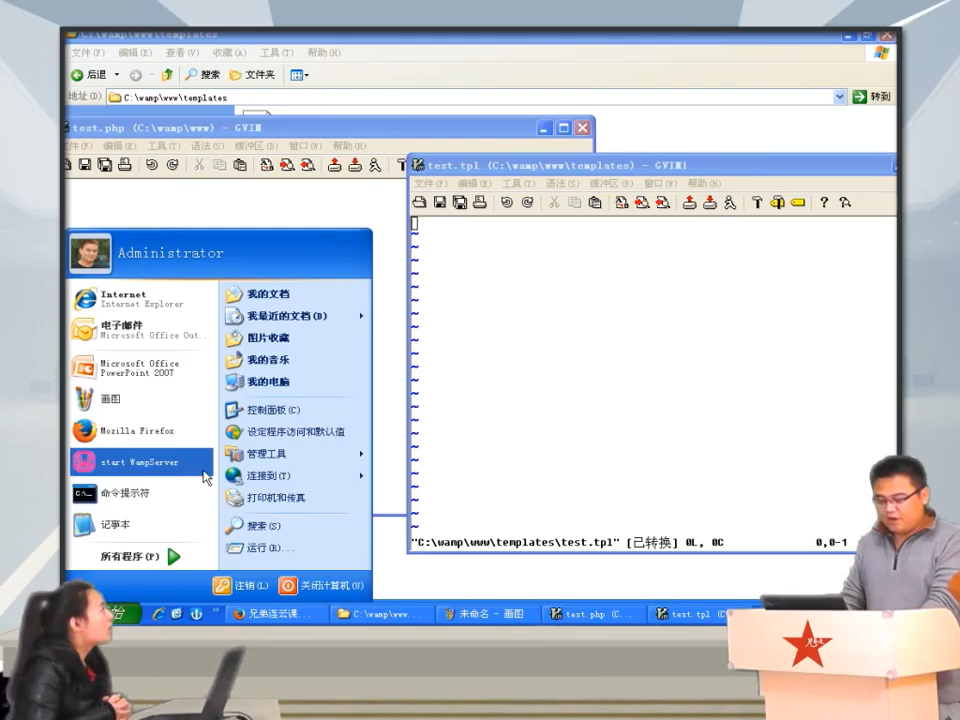 C:\wamp\www\templates
文件(F) 编辑(E) 查看(V) 收藏(A) 工具(T) 帮助(H)
后退 搜索 文件夹
地址(D) C:\wamp\www\templates 转到
test.php (C:\wamp\www) - GVIM
件(F) 编辑(E) 工具(T) 语法(S) 缓冲区(B) 窗口(W) 帮助(H)
test.tpl (C:\wamp\www\templates) - GVIM1
文件(F) 编辑(E) 工具(T) 语法(S) 缓冲区(B) 窗口(W) 帮助(H)
Administrator
Internet
Internet Explorer
电子邮件
Microsoft Office Out...
Microsoft Office
PowerPoint 2007
画图
Mozilla Firefox
start WampServer
命令提示符
记事本
所有程序(P)
我的文档
我最近的文档(D)
图片收藏
我的音乐
我的电脑
控制面板(C)
设定程序访问和默认值
管理工具
连接到(T)
打印机和传真
搜索(S)
运行(R)...
注销(L) 关闭计算机(U)
"C:\wamp\www\templates\test.tpl" [已转换] 0L, 0C 0,0-1
始 兄弟连云课... C:\wamp\www... 未命名 - 画图 test.php (C... test.tpl (C